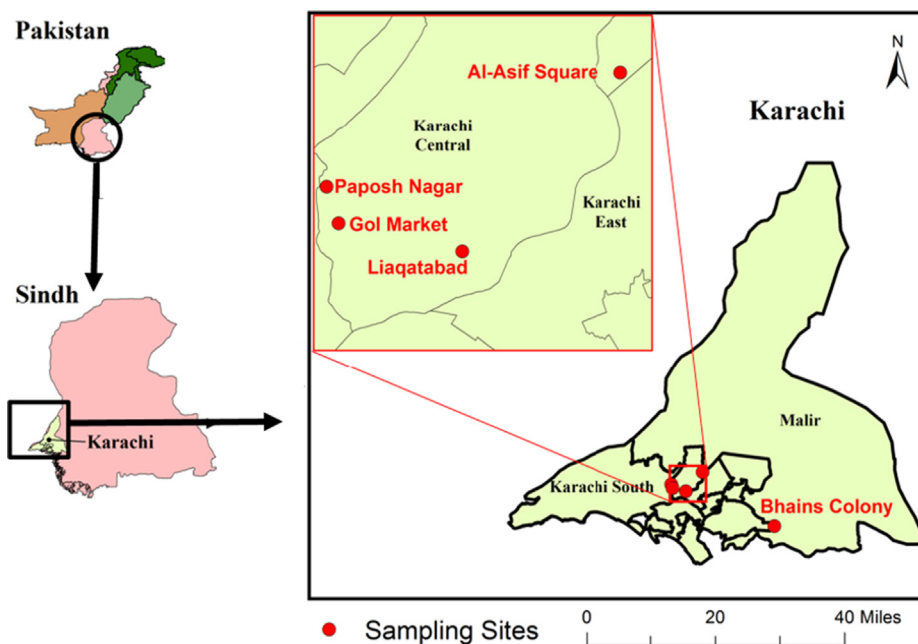 Pakistan
Sindh
Karachi
N
Karachi
Al-Asif Square
Karachi
Central
Paposh Nagar
Gol Market
Karachi
East
Liaqatabad
Malir
Karachi South
Bhains Colony
Sampling Sites
0 20 40 Miles